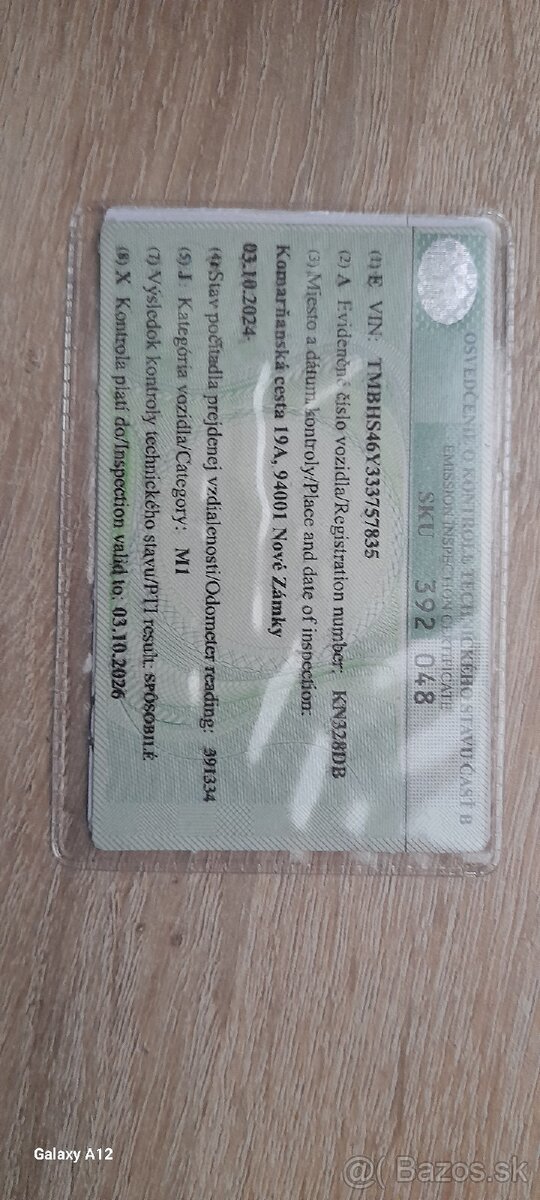 OSVEDČENIE O KONTROLE TECHNICKÉHO STAVU ČASŤ B
EMISSION INSPECTION CERTIFICATE
SKU 392 048
(1) E VIN: TMBHS46Y333757835
(2) A Evidenčné číslo vozidla/Registration number: KN328DB
(3) Miesto a dátum kontroly/Place and date of inspection:
Komárňanská cesta 19A, 94001 Nové Zámky
03.10.2024
(4) Stav počítadla prejdenej vzdialenosti/Odometer reading: 391334
(5) J Kategória vozidla/Category: M1
(7) Výsledok kontroly technického stavu/PTI result: SPÔSOBILÉ
(8) X Kontrola platí do/Inspection valid to: 03.10.2026
Galaxy A12
@( Bazos.sk